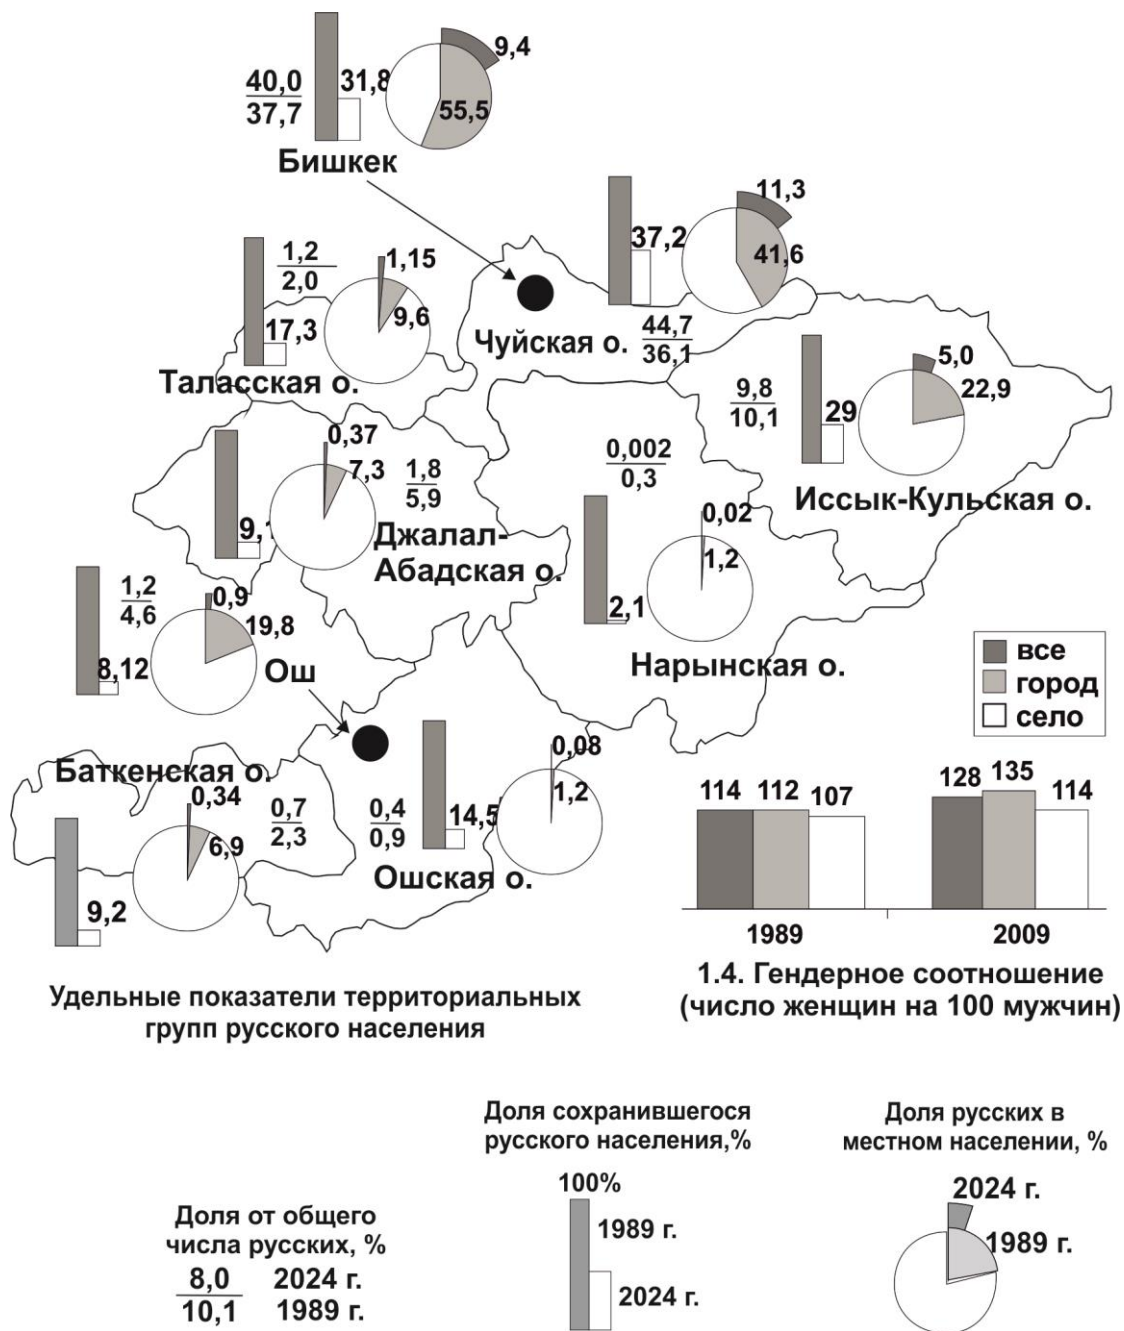 9,4
40,0
37,7
31,8
55,5
Бишкек
11,3
37,2
41,6
1,2
2,0
1,15
17,3
9,6
Чуйская о.
44,7
36,1
Таласская о.
5,0
9,8
10,1
29
22,9
Иссык-Кульская о.
0,37
7,3
1,8
5,9
9,1
Джалал-
Абадская о.
0,002
0,3
0,02
2,1
1,2
Нарынская о.
1,2
4,6
0,9
19,8
8,12
Ош
все
город
село
Баткенская о.
0,34
0,7
2,3
6,9
9,2
0,08
0,4
0,9
14,5
1,2
Ошская о.
114 112 107 128 135 114
1989 2009
1.4. Гендерное соотношение
(число женщин на 100 мужчин)
Удельные показатели территориальных
групп русского населения
Доля от общего
числа русских, %
8,0 2024 г.
10,1 1989 г.
Доля сохранившегося
русского населения,%
100%
1989 г.
2024 г.
Доля русских в
местном населении, %
2024 г.
1989 г.